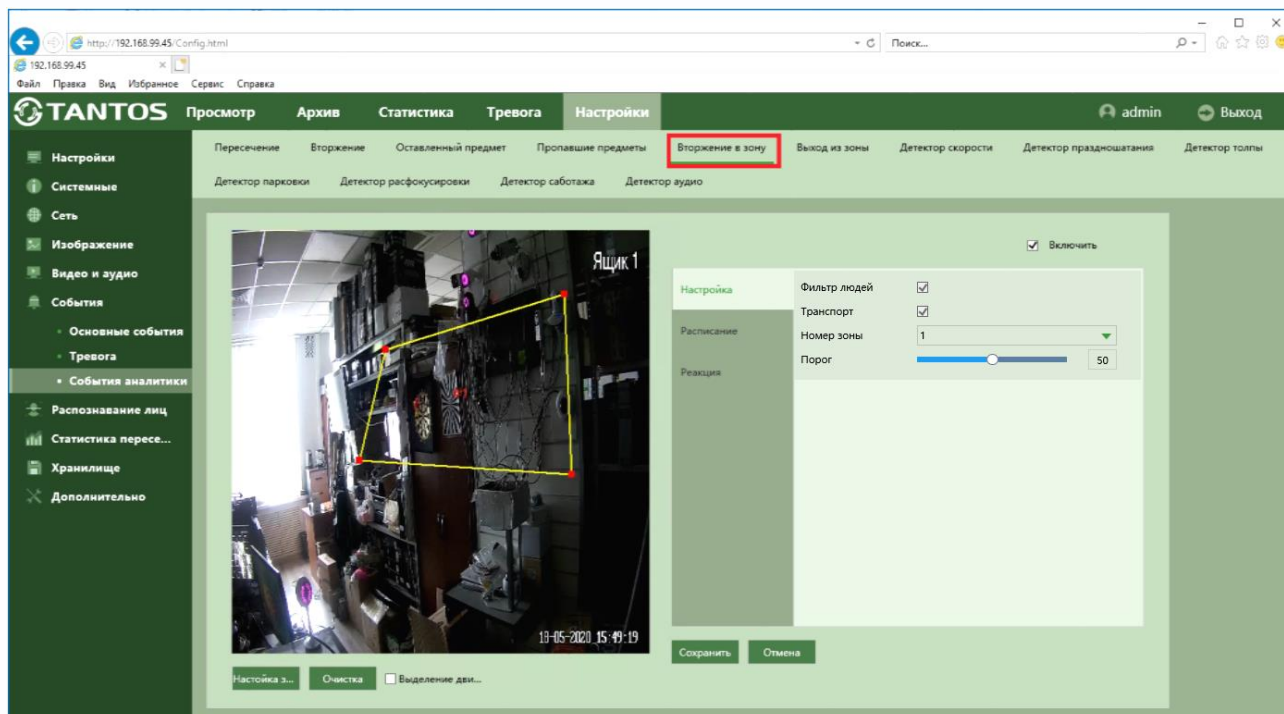 http://192.168.99.45/Config.html
Поиск...
192.168.99.45
Файл Правка Вид Избранное Сервис Справка
TANTOS Просмотр Архив Статистика Тревога Настройки admin Выход
Настройки
Системные
Сеть
Изображение
Видео и аудио
События
Основные события
Тревога
События аналитики
Распознавание лиц
Статистика пересе...
Хранилище
Дополнительно
Пересечение Вторжение Оставленный предмет Пропавшие предметы Вторжение в зону Выход из зоны Детектор скорости Детектор праздношатания Детектор толпы
Детектор парковки Детектор расфокусировки Детектор саботажа Детектор аудио
Ящик 1
18-05-2020 15:49:19
Настойка з... Очистка Выделение дви...
Включить
Настройка
Расписание
Реакция
Фильтр людей
Транспорт
Номер зоны 1
Порог 50
Сохранить Отмена